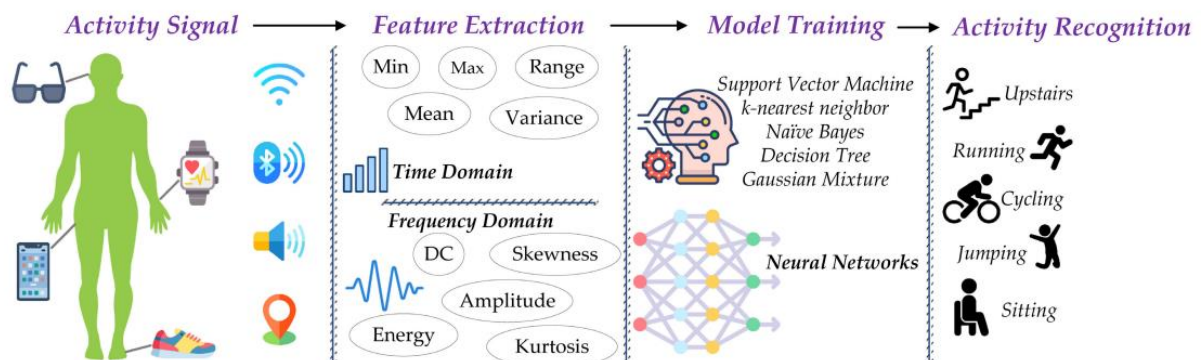 Activity Signal
Feature Extraction
Model Training
Activity Recognition
Min
Max
Range
Mean
Variance
Time Domain
Frequency Domain
DC
Skewness
Amplitude
Energy
Kurtosis
Support Vector Machine
k-nearest neighbor
Naïve Bayes
Decision Tree
Gaussian Mixture
Neural Networks
Upstairs
Running
Cycling
Jumping
Sitting